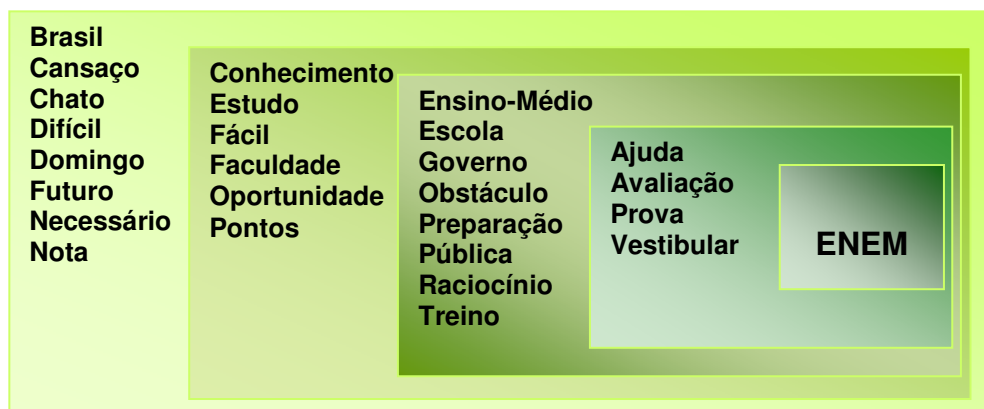 Brasil
Cansaço
Chato
Difícil
Domingo
Futuro
Necessário
Nota
Conhecimento
Estudo
Fácil
Faculdade
Oportunidade
Pontos
Ensino-Médio
Escola
Governo
Obstáculo
Preparação
Pública
Raciocínio
Treino
Ajuda
Avaliação
Prova
Vestibular
ENEM